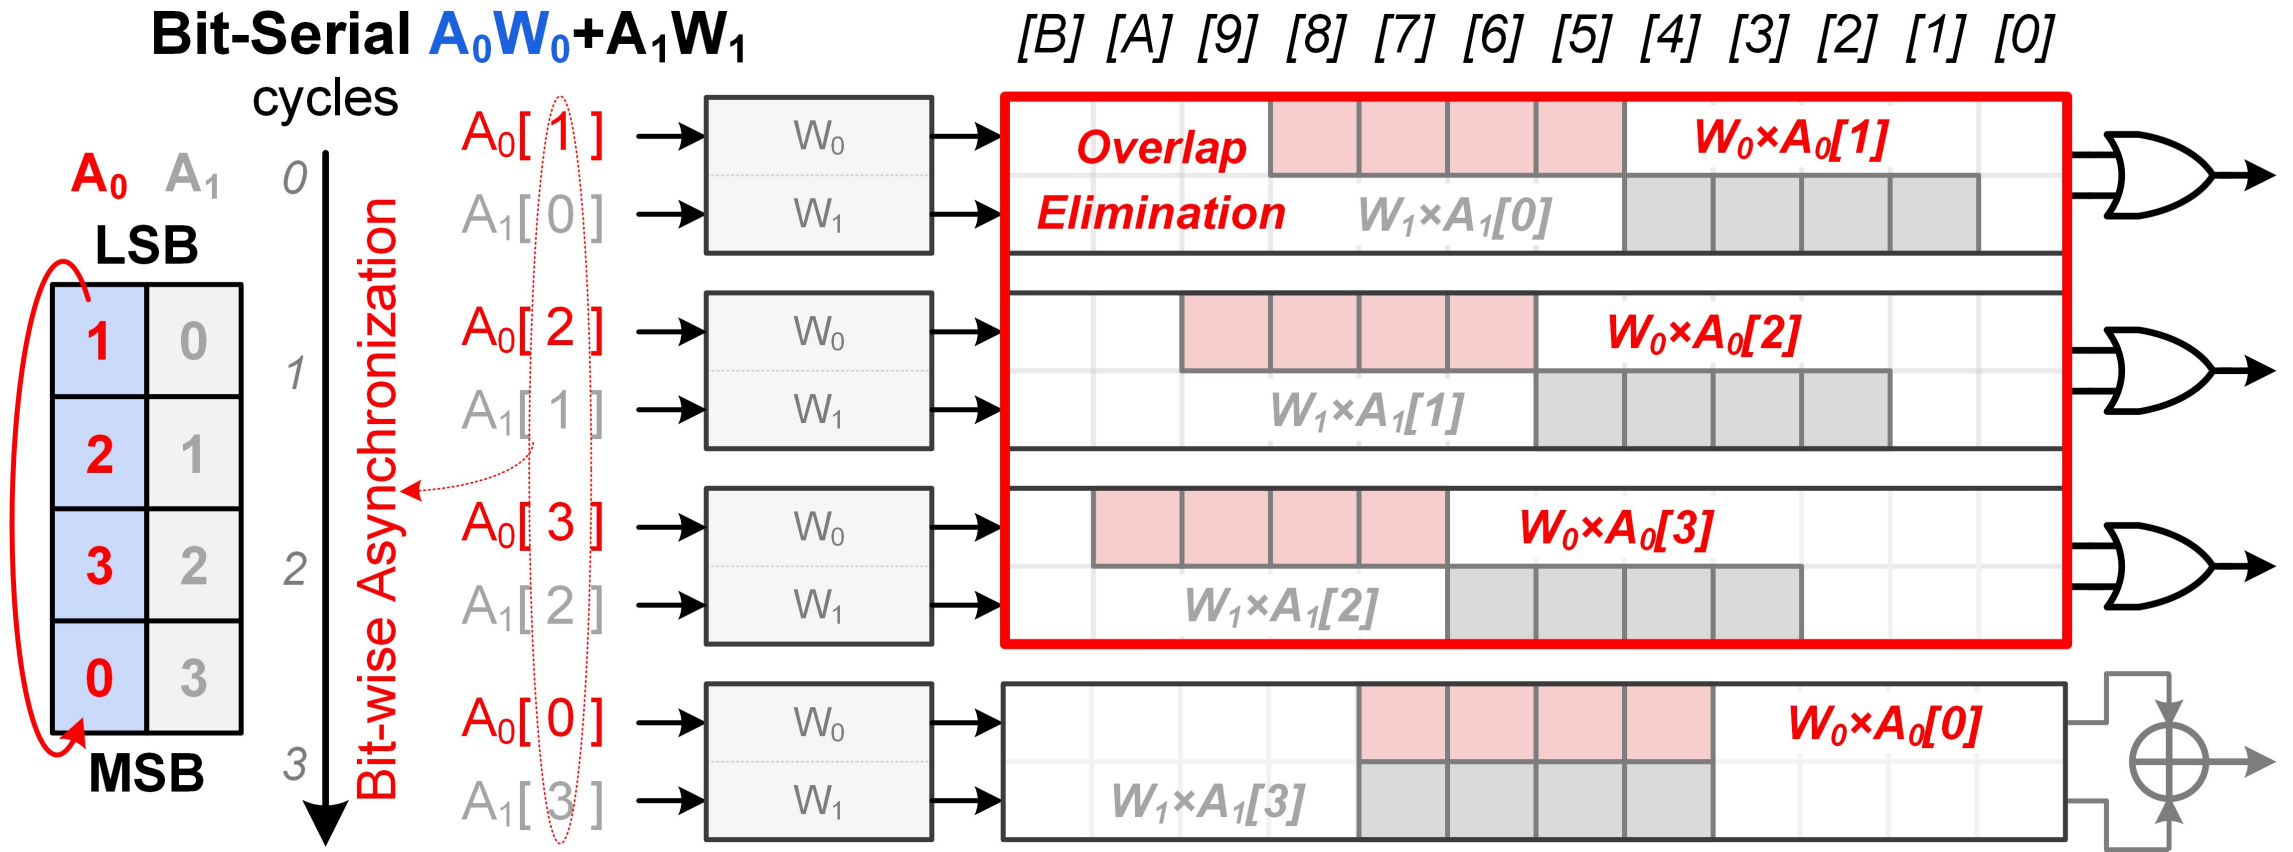 Bit-Serial A₀W₀+A₁W₁
cycles
[B] [A] [9] [8] [7] [6] [5] [4] [3] [2] [1] [0]
A₀ A₁
LSB
1 0
2 1
3 2
0 3
MSB
0
1
2
3
Bit-wise Asynchronization
A₀[ 1 ]
A₁[ 0 ]
W₀
W₁
Overlap
Elimination
W₀×A₀[1]
W₁×A₁[0]
A₀[ 2 ]
A₁[ 1 ]
W₀
W₁
W₀×A₀[2]
W₁×A₁[1]
A₀[ 3 ]
A₁[ 2 ]
W₀
W₁
W₀×A₀[3]
W₁×A₁[2]
A₀[ 0 ]
A₁[ 3 ]
W₀
W₁
W₀×A₀[0]
W₁×A₁[3]